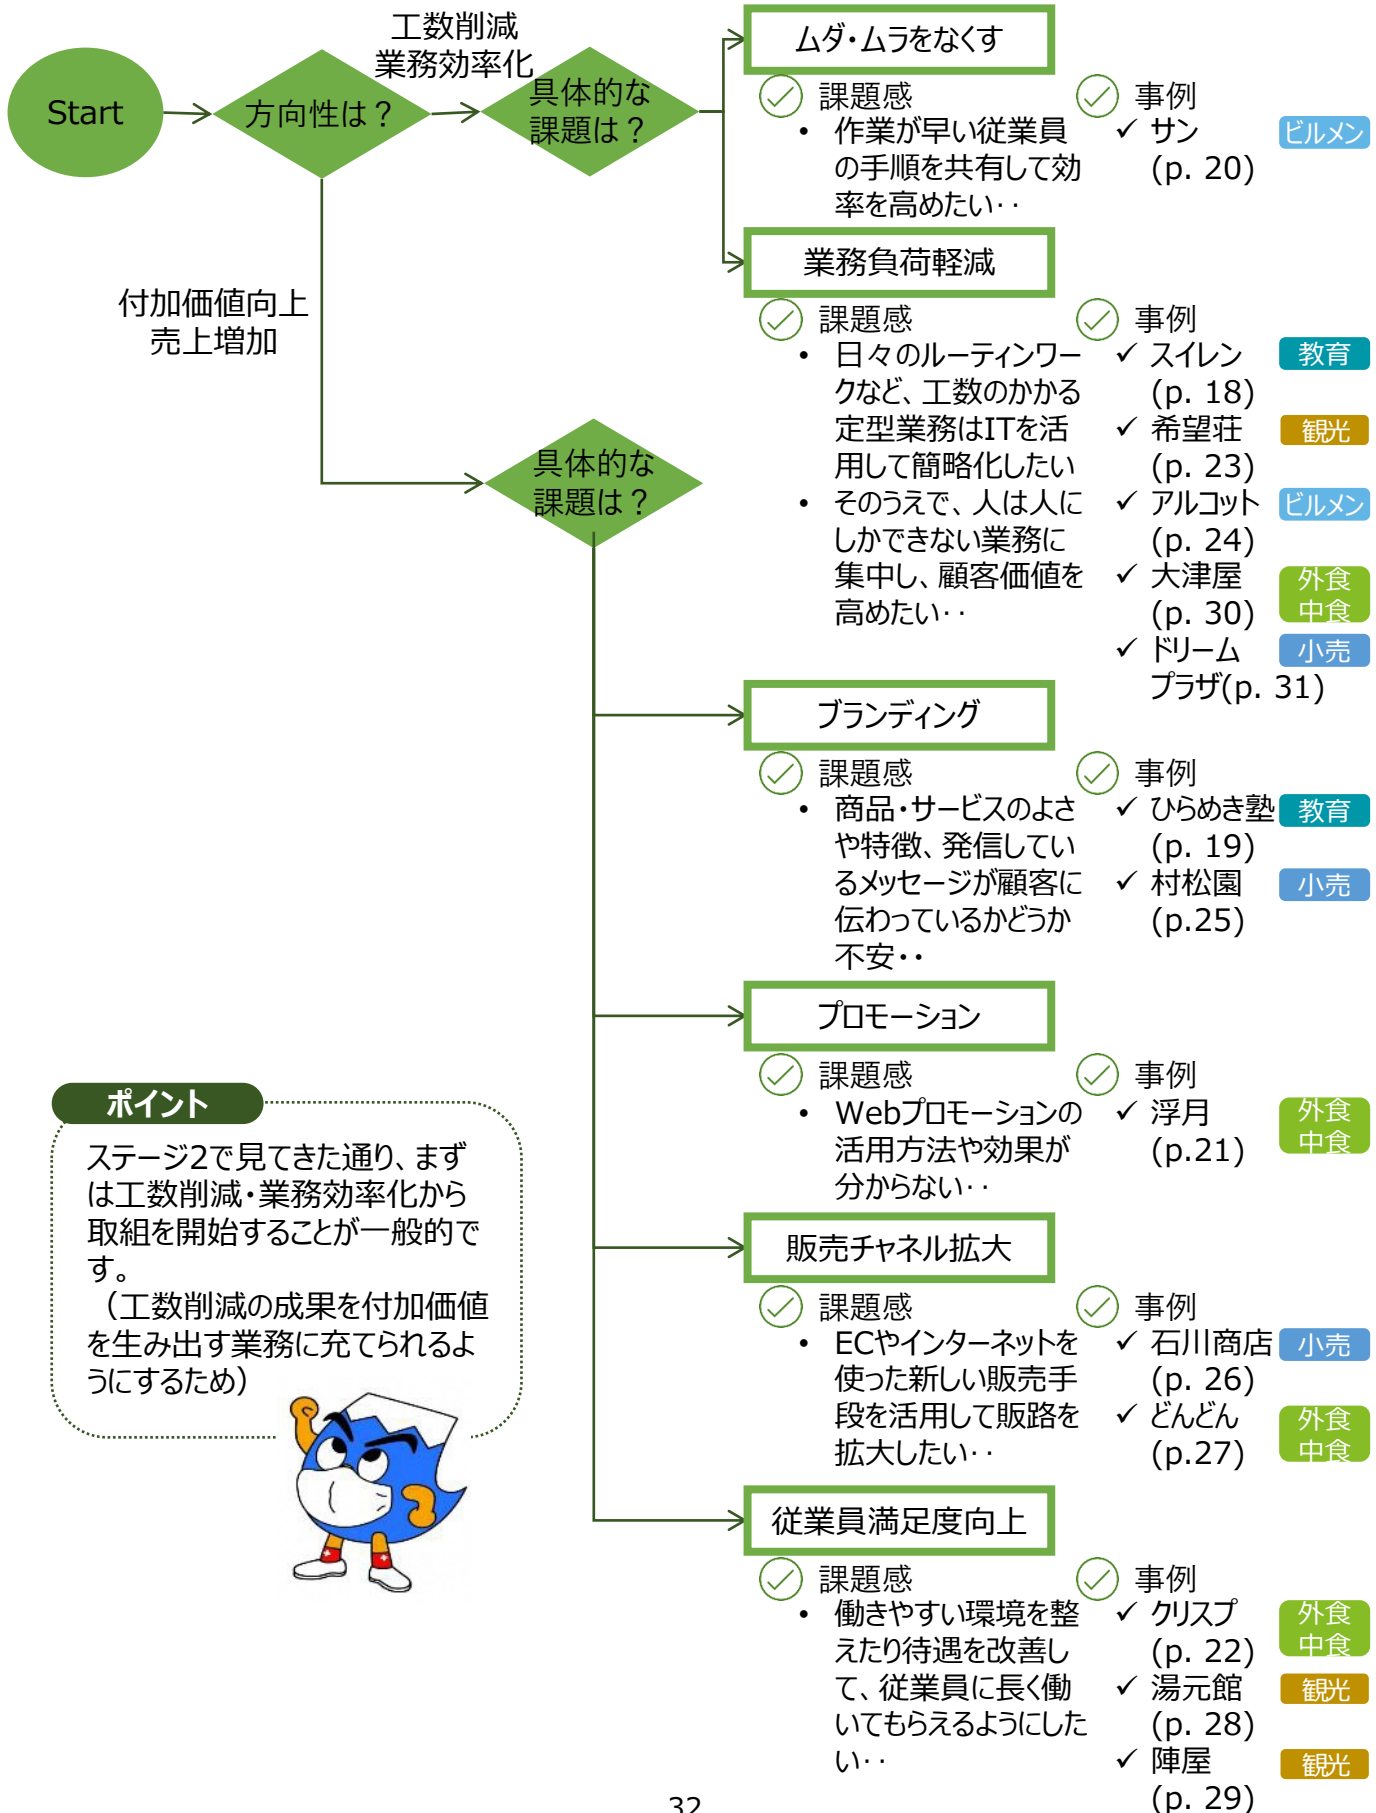 Start
方向性は？
工数削減
業務効率化
具体的な
課題は？
付加価値向上
売上増加
具体的な
課題は？
ムダ・ムラをなくす
課題感
• 作業が早い従業員
の手順を共有して効
率を高めたい‥
事例
✓ サン
(p. 20)
ビルメン
業務負荷軽減
課題感
• 日々のルーティンワー
クなど、工数のかかる
定型業務はITを活
用して簡略化したい
• そのうえで、人は人に
しかできない業務に
集中し、顧客価値を
高めたい‥
事例
✓ スイレン
(p. 18)
教育
✓ 希望荘
(p. 23)
観光
✓ アルコット
(p. 24)
ビルメン
✓ 大津屋
(p. 30)
外食
中食
✓ ドリーム
プラザ(p. 31)
小売
ブランディング
課題感
• 商品・サービスのよさ
や特徴、発信してい
るメッセージが顧客に
伝わっているかどうか
不安・・
事例
✓ ひらめき塾
(p. 19)
教育
✓ 村松園
(p.25)
小売
プロモーション
課題感
• Webプロモーションの
活用方法や効果が
分からない‥
事例
✓ 浮月
(p.21)
外食
中食
販売チャネル拡大
課題感
• ECやインターネットを
使った新しい販売手
段を活用して販路を
拡大したい‥
事例
✓ 石川商店
(p. 26)
小売
✓ どんどん
(p.27)
外食
中食
従業員満足度向上
課題感
• 働きやすい環境を整
えたり待遇を改善し
て、従業員に長く働
いてもらえるようにした
い‥
事例
✓ クリスプ
(p. 22)
外食
中食
✓ 湯元館
(p. 28)
観光
✓ 陣屋
(p. 29)
観光
ポイント
ステージ2で見てきた通り、まず
は工数削減・業務効率化から
取組を開始することが一般的で
す。
（工数削減の成果を付加価値
を生み出す業務に充てられるよ
うにするため）
32